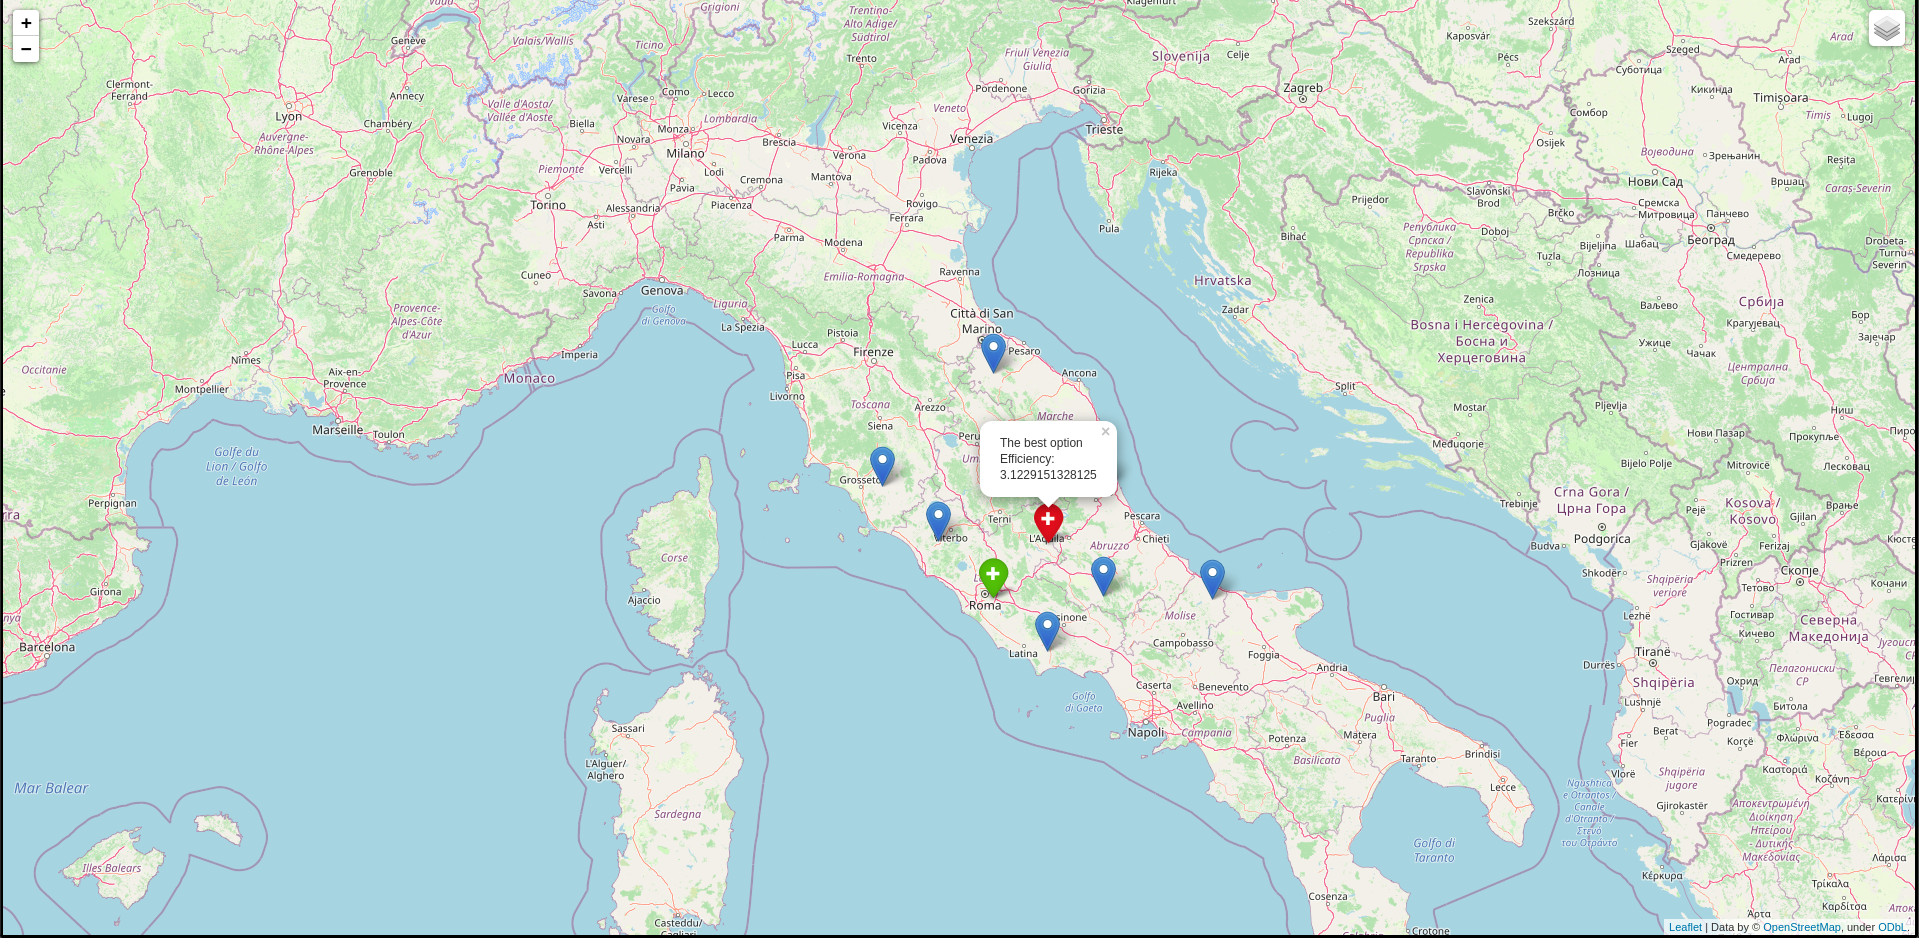 +
−
Genève
Valais/Wallis
Ticino
Trentino-
Alto Adige/
Südtirol
Trento
Grigioni
Friuli Venezia
Giulia
Slovenija
Celje
Kaposvár
Szekszárd
Pécs
Szeged
Суботица
Arad
Arad
Clermont-
Ferrand
Annecy
Lyon
Chambéry
Auvergne-
Rhône-Alpes
Grenoble
Valle d'Aosta/
Vallée d'Aoste
Biella
Varese
Como
Lecco
Novara
Monza
Lombardia
Milano
Brescia
Vercelli
Piemonte
Lodi
Pavia
Cremona
Mantova
Verona
Vicenza
Veneto
Padova
Venezia
Pordenone
Gorizia
Trieste
Zagreb
Rijeka
Pula
Сомбор
Кикинда
Timișoara
Timiș
Lugoj
Osijek
Војводина
Зрењанин
Reșița
Вршац
Caras-Severin
Нови Сад
Torino
Alessandria
Asti
Piacenza
Rovigo
Ferrara
Parma
Modena
Emilia-Romagna
Ravenna
Cuneo
Savona
Genova
Golfo
di Genova
Liguria
La Spezia
Imperia
Monaco
Prijedor
Slavonski
Brod
Brčko
Bihać
Република
Српска /
Republika
Srpska
Doboj
Bijeljina
Tuzla
Сремска
Митровица
Шабац
Панчево
Београд
Смедерево
Лозница
Drobeta-
Turnu
Severin
Hrvatska
Zadar
Zenica
Ваљево
Србија
Крагујевац
Бор
Зајечар
Bosna i Hercegovina /
Босна и
Херцеговина
Ужице
Чачак
Централна
Србија
Split
Mostar
Međugorje
Pljevlja
Нови Пазар
Ниш
Прокупље
Пиро
Bijelo Polje
Mitrovicë
Лесковац
Provence-
Alpes-Côte
d'Azur
Nîmes
Occitanie
Montpellier
Aix-en-
Provence
Marseille
Toulon
Golfe du
Lion / Golfo
de León
Perpignan
Girona
Barcelona
Mar Balear
Illes Balears
Pistoia
Lucca
Firenze
Pisa
Livorno
Toscana
Arezzo
Siena
Grosseto
Città di San
Marino
Pesaro
Ancona
Marche
The best option
Efficiency:
3.1229151328125
×
Terni
Viterbo
L'Aquila
Pescara
Chieti
Abruzzo
Roma
Latina
Molise
Campobasso
Foggia
Andria
Bari
Puglia
Caserta
Benevento
Avellino
Golfo
di Gaeta
Napoli
Campania
Potenza
Matera
Basilicata
Taranto
Brindisi
Lecce
Golfo di
Taranto
Cosenza
Crotone
Corse
Ajaccio
Sassari
L'Alguer/
Alghero
Sardegna
Casteddu/
Trebinje
Crna Gora /
Црна Гора
Podgorica
Budva
Shkodër
Pejë
Kosova /
Kosovo
Gjilan
Врање
Gjakovë
Ferizaj
Prizren
Скопје
Тетово
Кочани
Shqipëria
veriore
Гостивар
Кичево
Северна
Македонија
Lezhë
Tiranë
Durrës
Shqipëria
Охрид
Пелагониски
СР
Lushnjë
Битола
Pogradec
Berat
Korçë
Fier
Φλώρινα
Έδεσσα
Βέροια
Καστοριά
Κοζάνη
Vlorë
Shqipëria
jugore
Gjirokastër
Ngushtica
e Otrantos /
Canale
d'Otranto /
Στενό
του Οτράντο
Αποκεντρωμένη
Διοίκηση
Ηπείρου
- Δυτικής
Μακεδονίας
Λάρισα
Κέρκυρα
Τρίκαλα
Καρδίτσα
Άρτα
Leaflet | Data by © OpenStreetMap, under ODbL.